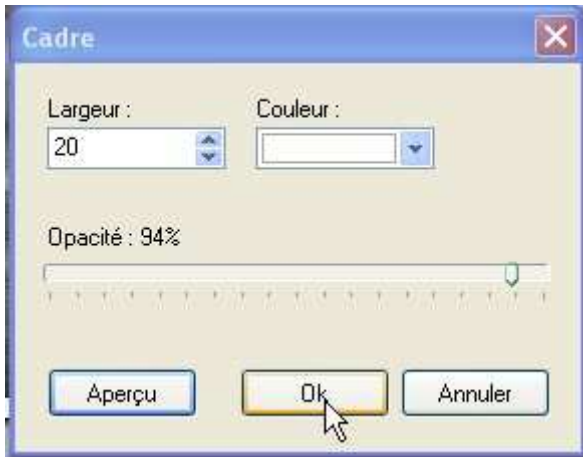 Cadre
Largeur : Couleur :
20
Opacité : 94%
Aperçu Ok Annuler